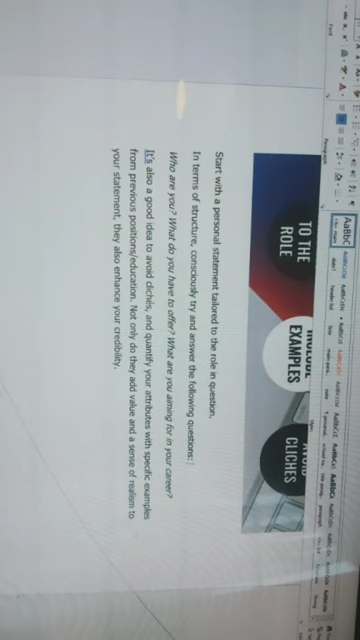 Font
Paragraph
AaBbC
TO THE
ROLE
EXAMPLES
CLICHES
Start with a personal statement tailored to the role in question.
In terms of structure, consciously try and answer the following questions:
Who are you? What do you have to offer? What are you aiming for in your career?
It's also a good idea to avoid clichés, and quantify your attributes with specific examples
from previous positions/education. Not only do they add value and a sense of realism to
your statement, they also enhance your credibility.